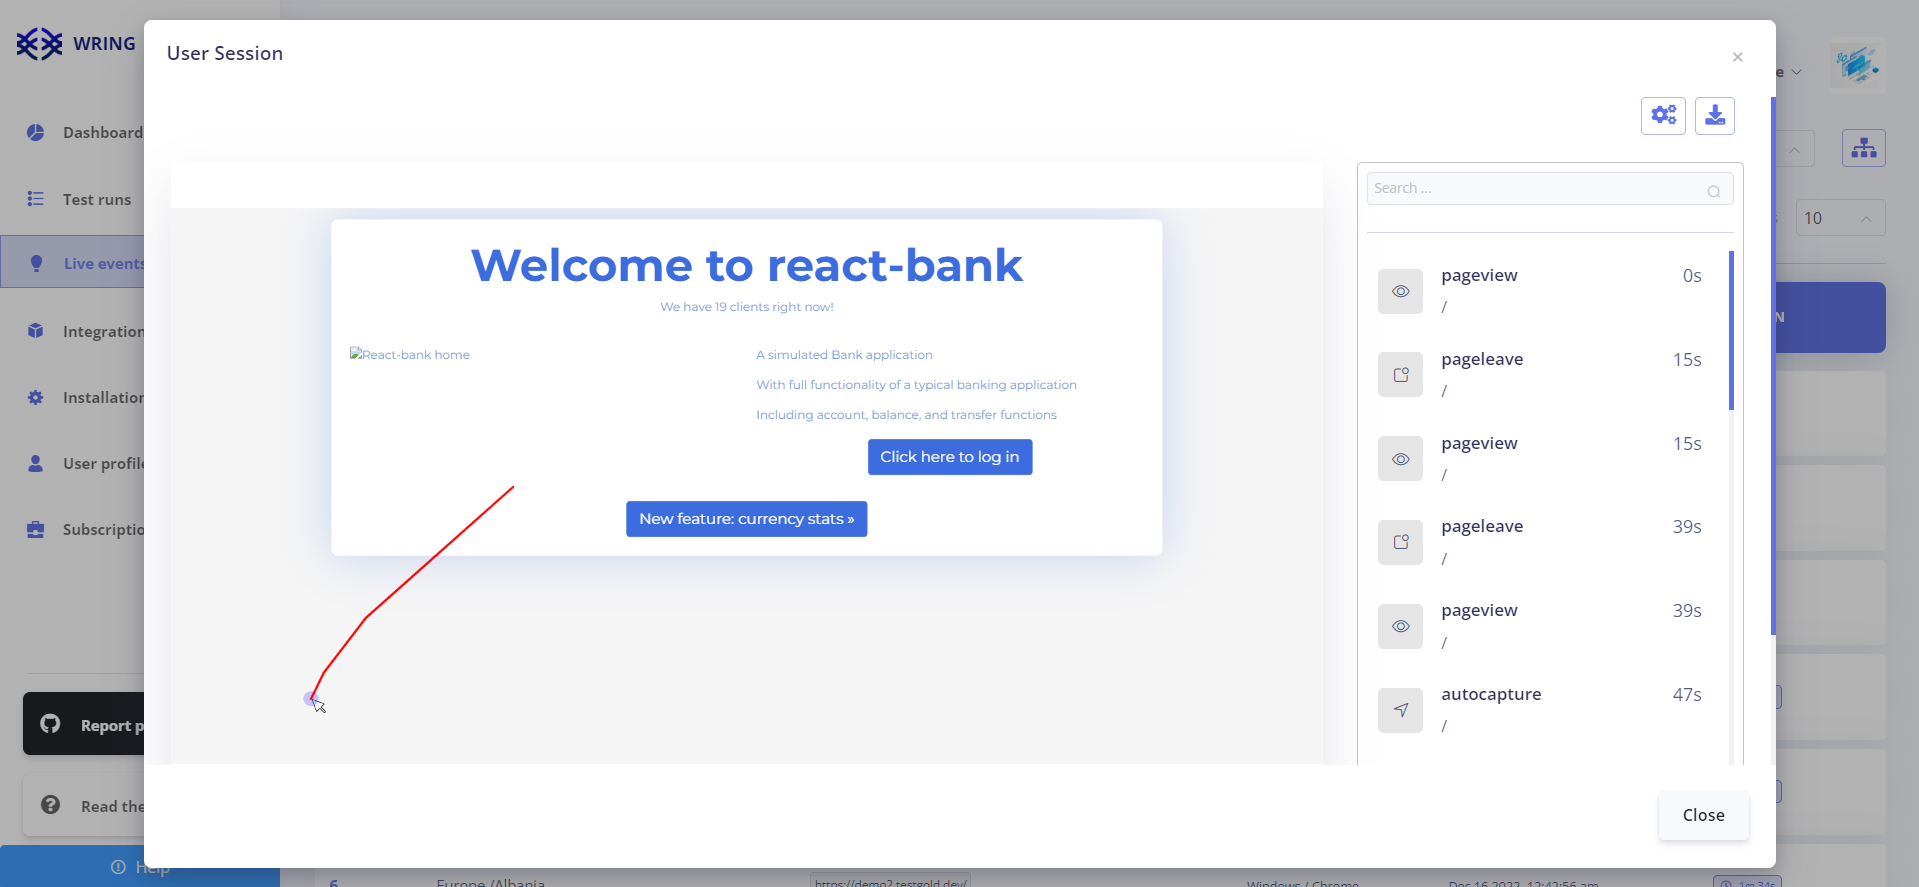 WRING
Dashboard
Test runs
Live events
Integration
Installation
User profile
Subscriptio
Report p
Read the
Help
User Session
×
Welcome to react-bank
We have 19 clients right now!
React-bank home
A simulated Bank application
With full functionality of a typical banking application
Including account, balance, and transfer functions
Click here to log in
New feature: currency stats »
Search ...
pageview 0s
/
pageleave 15s
/
pageview 15s
/
pageleave 39s
/
pageview 39s
/
autocapture 47s
/
Close
e
s 10
N
6 Europe /Albania https://demo2.testgold.dev/ Windows / Chrome Dec 16 2022, 12:42:56 am 1m 34s